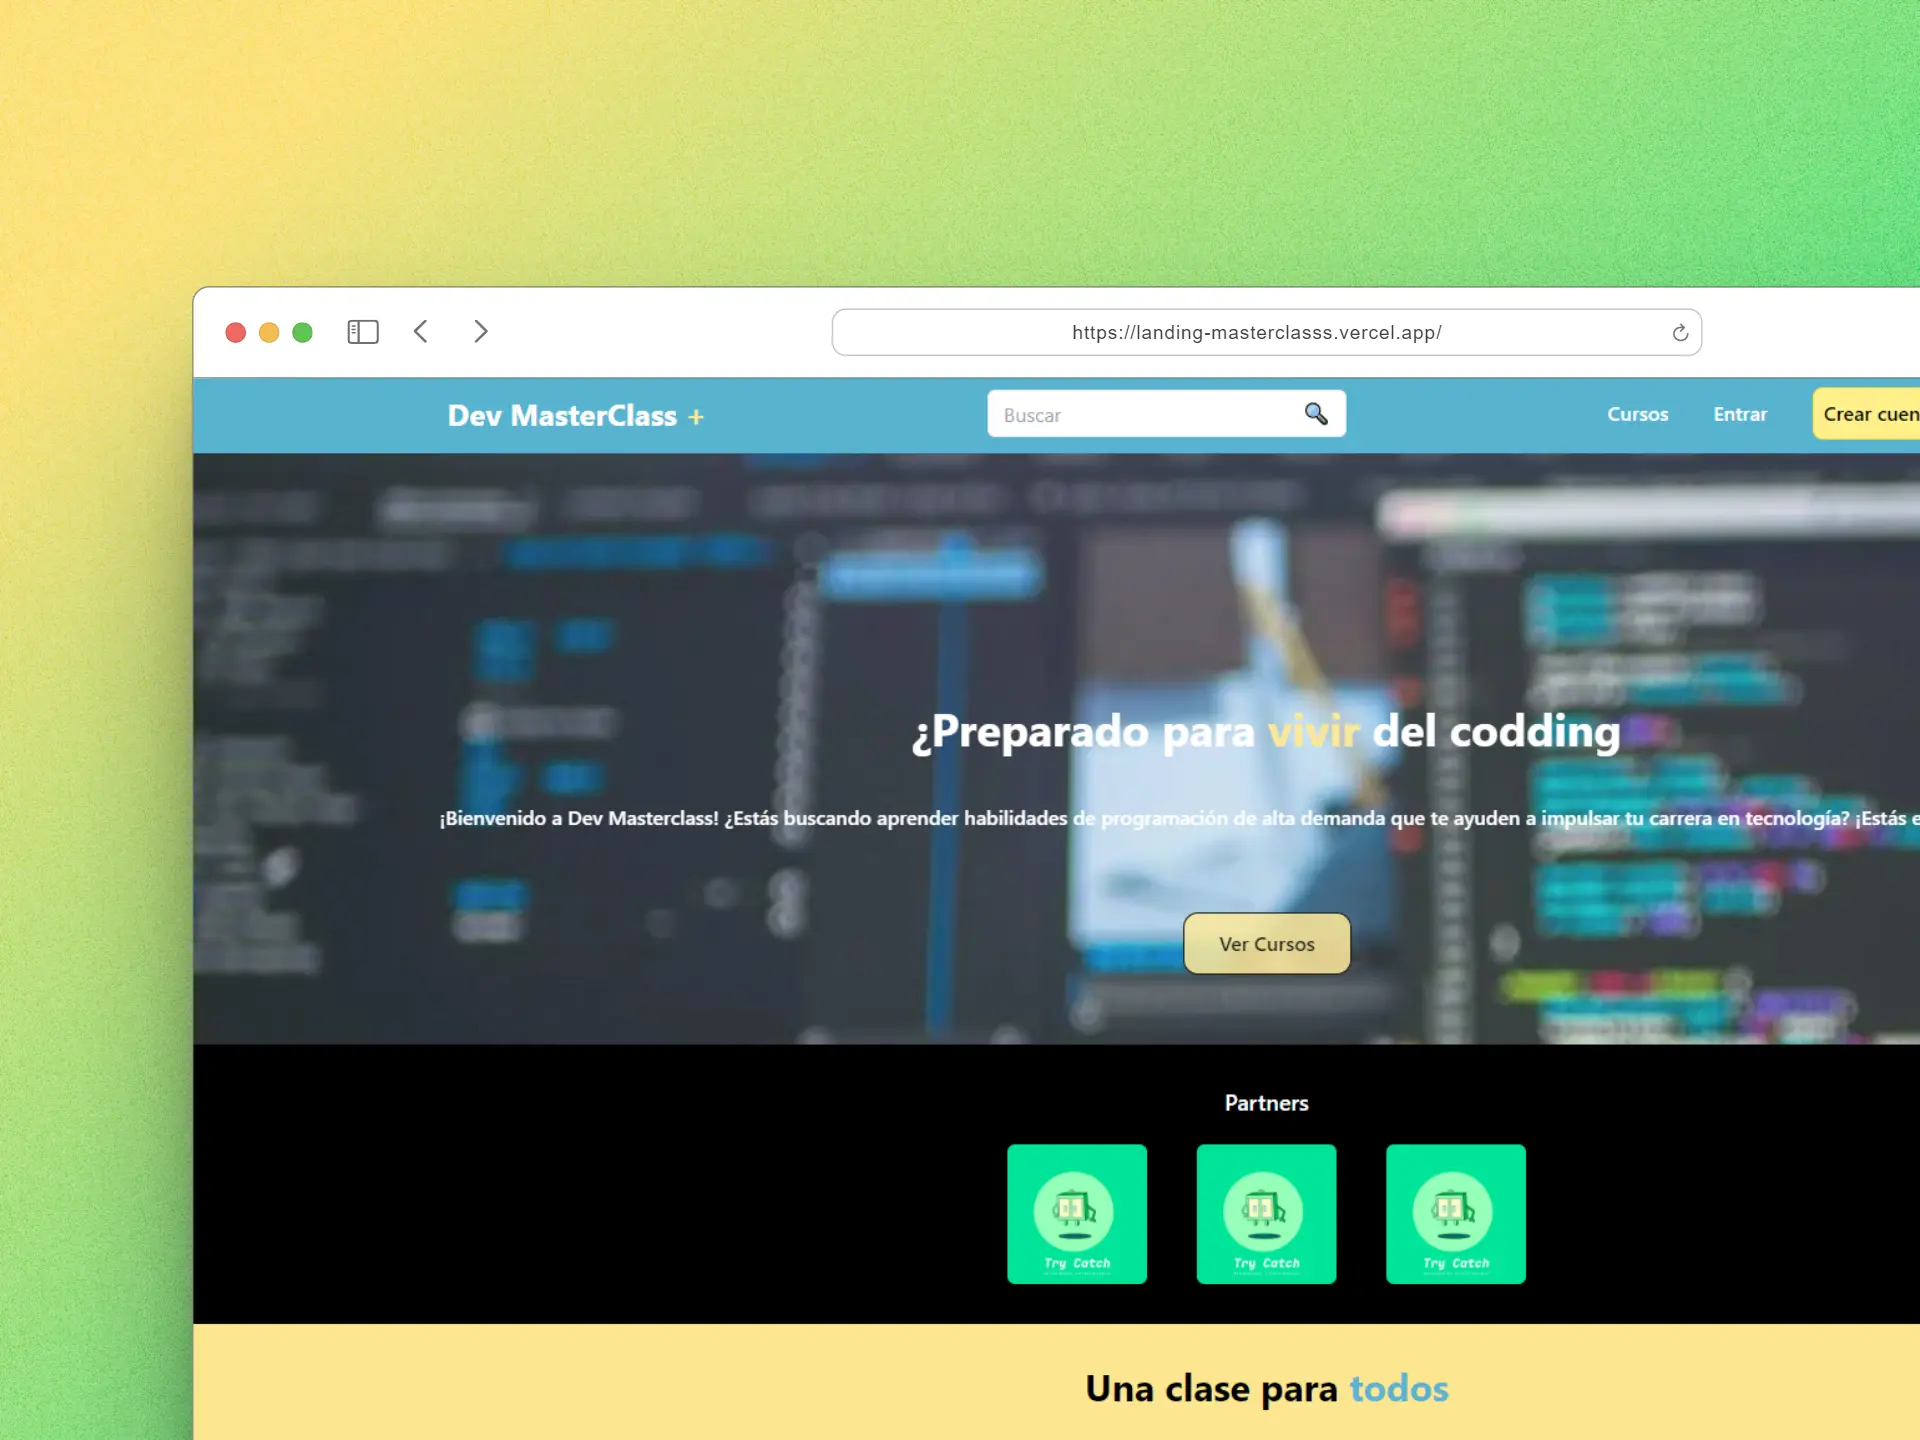 https://landing-masterclasss.vercel.app/
Dev MasterClass +
Buscar
Cursos
Entrar
Crear cuen
¿Preparado para vivir del codding
¡Bienvenido a Dev Masterclass! ¿Estás buscando aprender habilidades de programación de alta demanda que te ayuden a impulsar tu carrera en tecnología? ¡Estás e
Ver Cursos
Partners
Try Catch
Try Catch
Try Catch
Una clase para todos